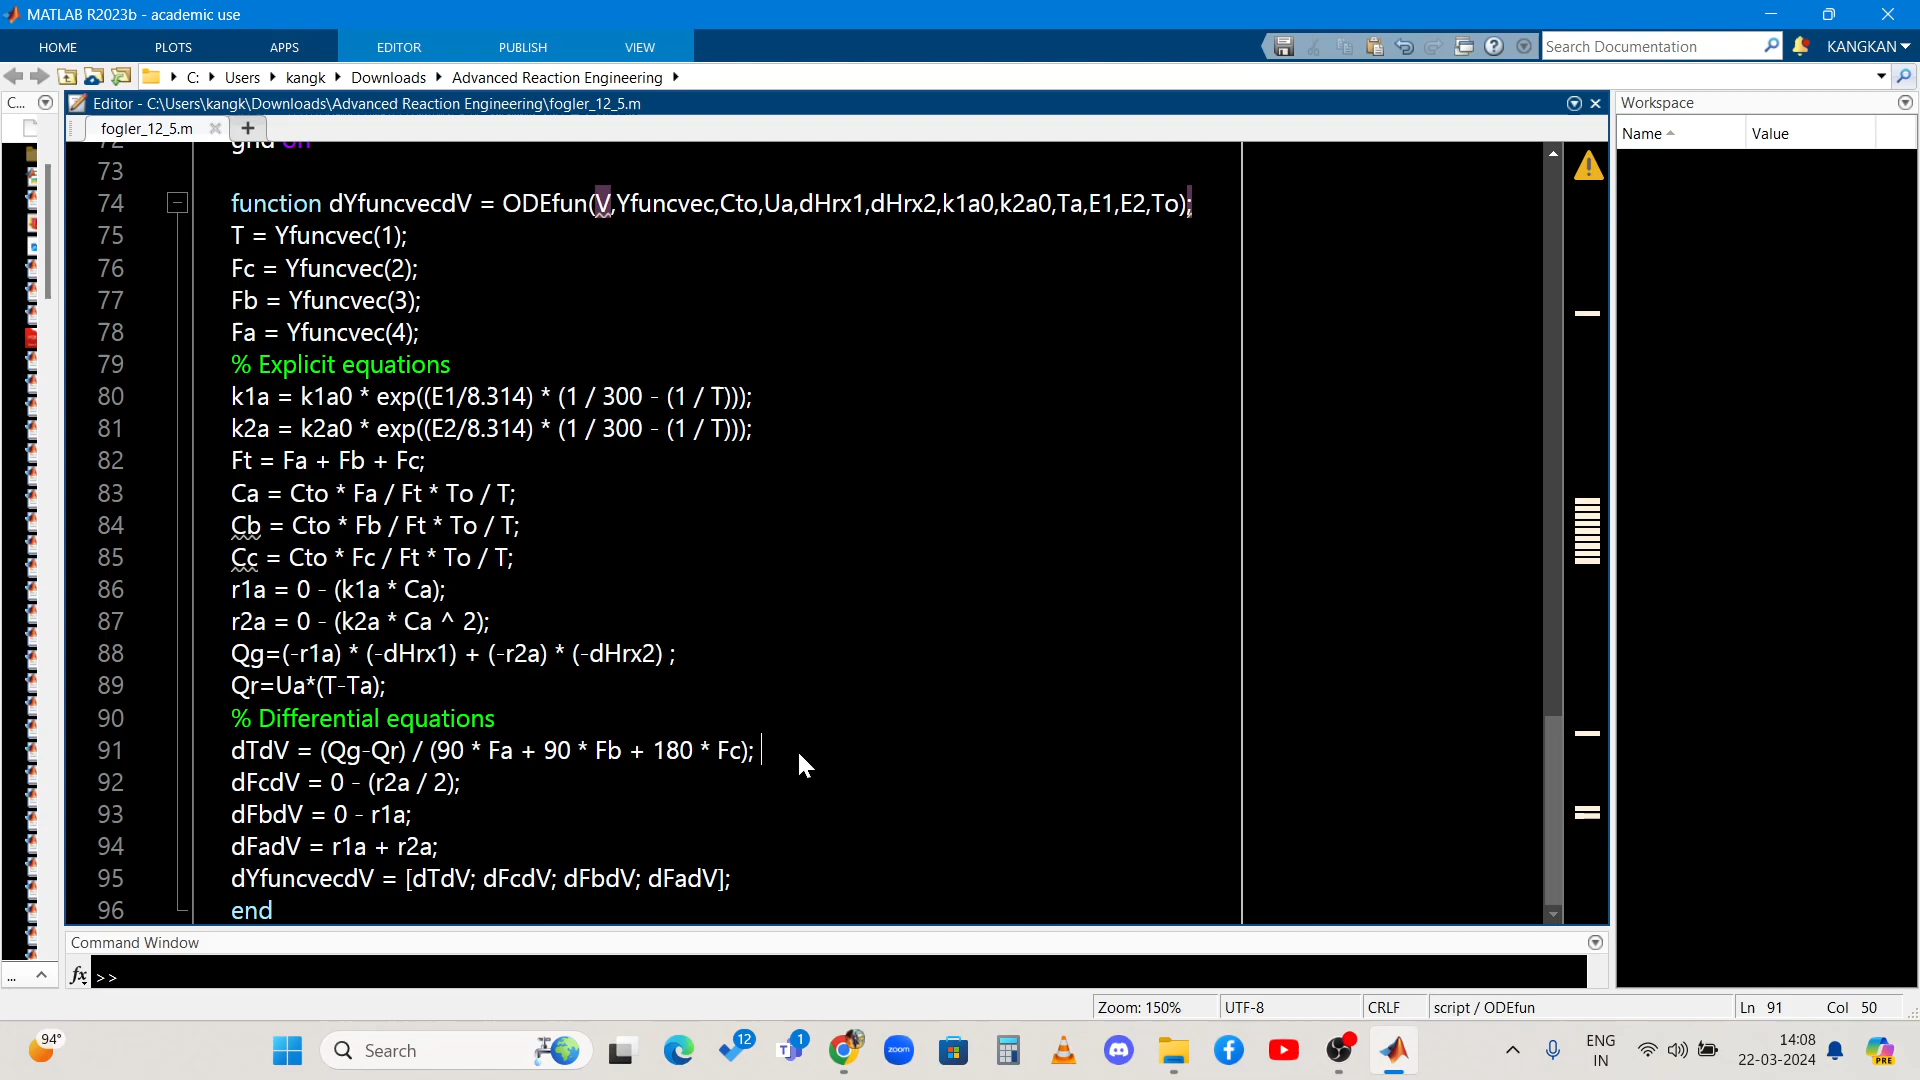 MATLAB R2023b - academic use
HOME PLOTS APPS EDITOR PUBLISH VIEW Search Documentation KANGKAN
C: Users kangk Downloads Advanced Reaction Engineering
C... Editor - C:\Users\kangk\Downloads\Advanced Reaction Engineering\fogler_12_5.m Workspace
fogler_12_5.m + Name Value
72 grid on
73
74 function dYfuncvecdV = ODEfun(V,Yfuncvec,Cto,Ua,dHrx1,dHrx2,k1a0,k2a0,Ta,E1,E2,To);
75 T = Yfuncvec(1);
76 Fc = Yfuncvec(2);
77 Fb = Yfuncvec(3);
78 Fa = Yfuncvec(4);
79 % Explicit equations
80 k1a = k1a0 * exp((E1/8.314) * (1 / 300 - (1 / T)));
81 k2a = k2a0 * exp((E2/8.314) * (1 / 300 - (1 / T)));
82 Ft = Fa + Fb + Fc;
83 Ca = Cto * Fa / Ft * To / T;
84 Cb = Cto * Fb / Ft * To / T;
85 Cc = Cto * Fc / Ft * To / T;
86 r1a = 0 - (k1a * Ca);
87 r2a = 0 - (k2a * Ca ^ 2);
88 Qg=(-r1a) * (-dHrx1) + (-r2a) * (-dHrx2) ;
89 Qr=Ua*(T-Ta);
90 % Differential equations
91 dTdV = (Qg-Qr) / (90 * Fa + 90 * Fb + 180 * Fc);
92 dFcdV = 0 - (r2a / 2);
93 dFbdV = 0 - r1a;
94 dFadV = r1a + r2a;
95 dYfuncvecdV = [dTdV; dFcdV; dFbdV; dFadV];
96 end
Command Window
... fx >>
Zoom: 150% UTF-8 CRLF script / ODEfun Ln 91 Col 50
94° Search 12 1 zoom ENG IN 14:08 22-03-2024 PRE